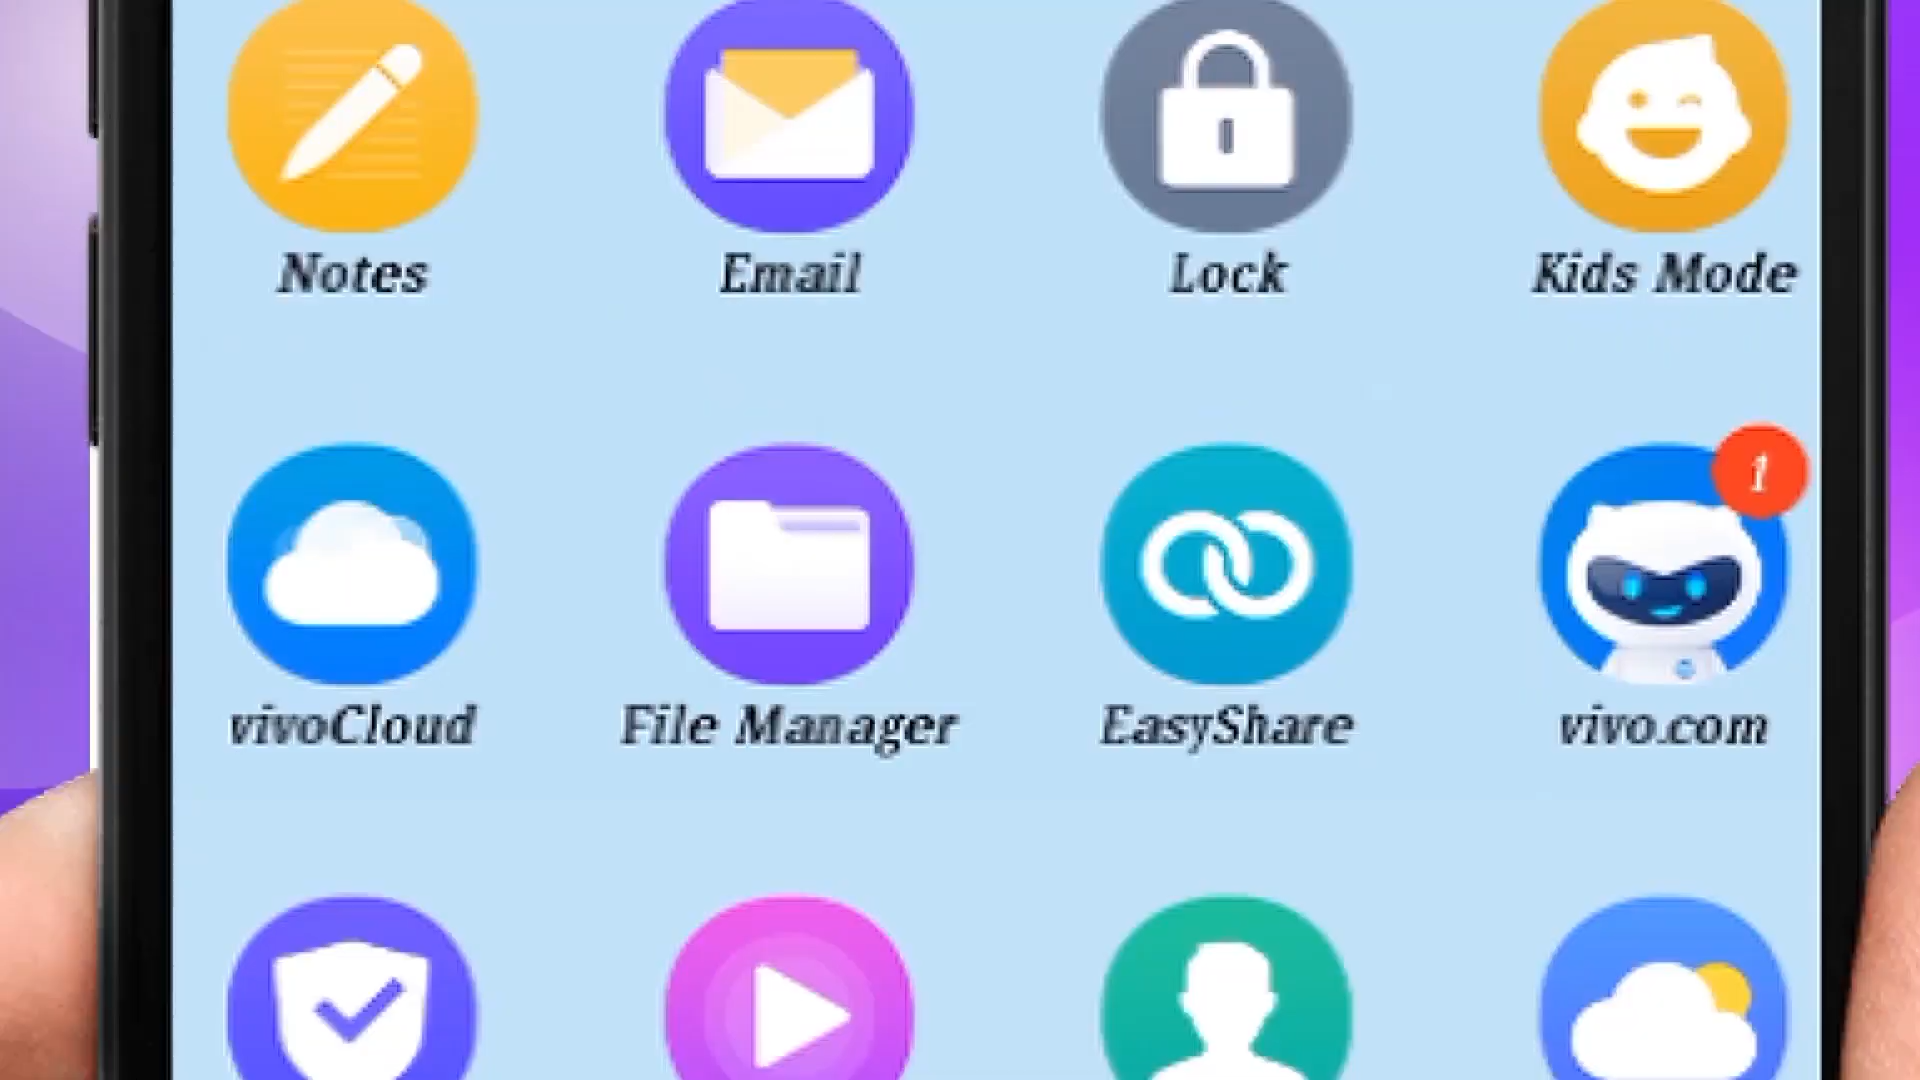 Notes
Email
Lock
Kids Mode
1
vivoCloud
File Manager
EasyShare
vivo.com